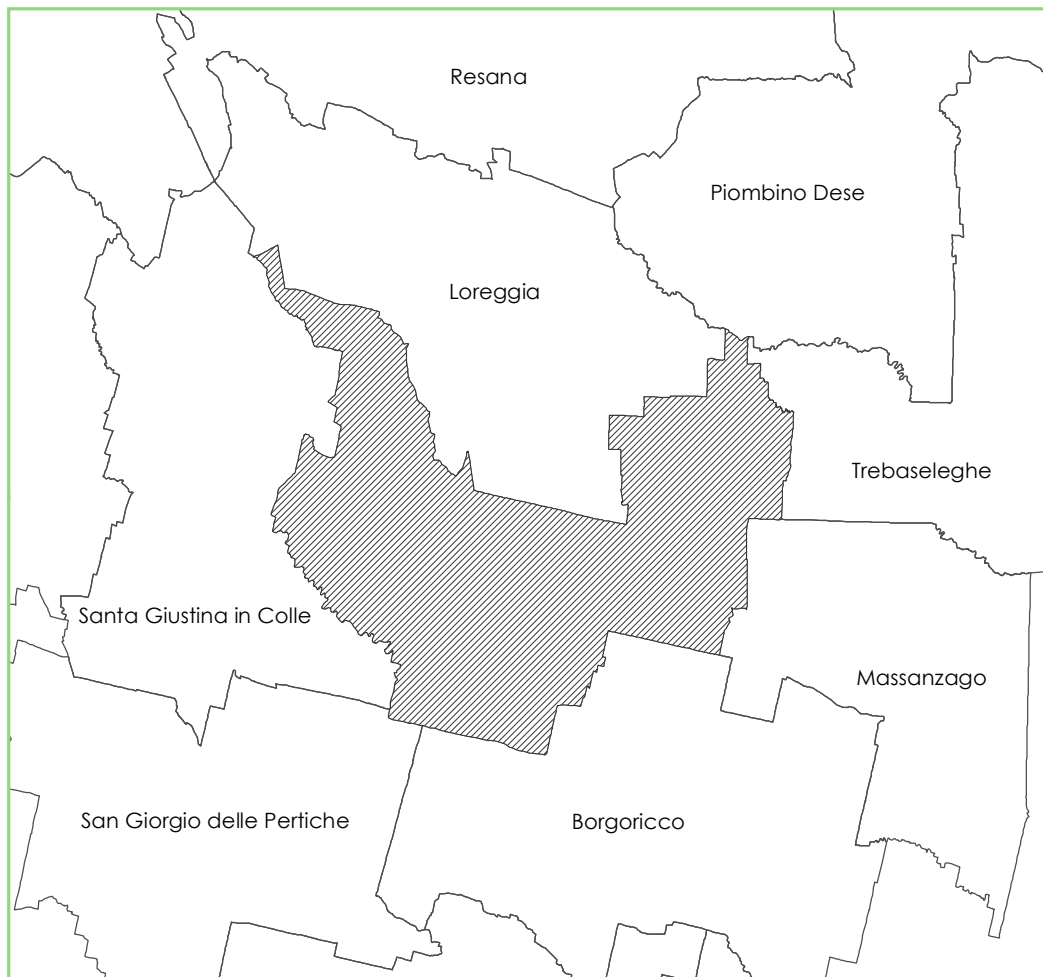 Resana
Piombino Dese
Loreggia
Trebaseleghe
Santa Giustina in Colle
Massanzago
San Giorgio delle Pertiche
Borgoricco